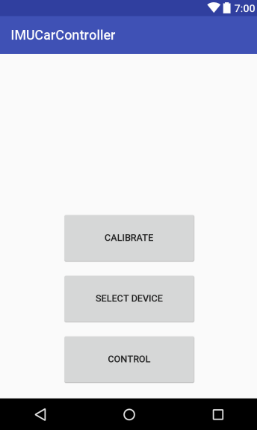 7:00
IMUCarController
CALIBRATE
SELECT DEVICE
CONTROL